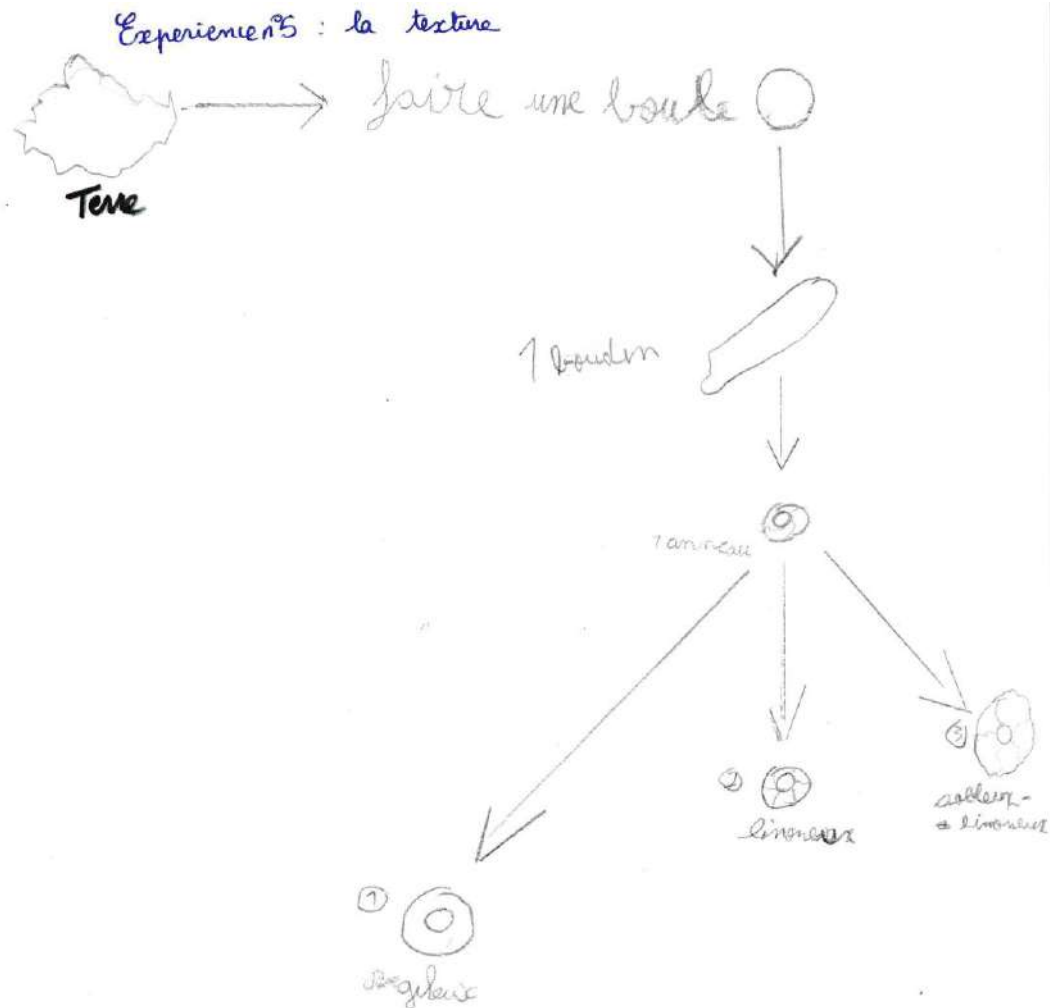 Experience n°5 : la texture
faire une boule
Terre
1 boudin
1 anneau
③
②
sableux-
limoneux
limoneux
①
argileux